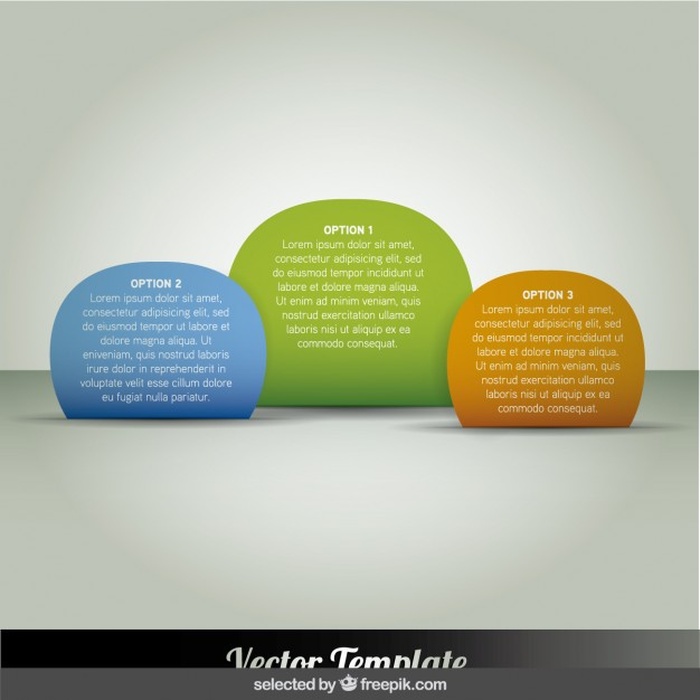 OPTION 1
Lorem ipsum dolor sit amet,
consectetur adipisicing elit, sed
do eiusmod tempor incididunt ut
labore et dolore magna aliqua.
Ut enim ad minim veniam,
quis nostrud exercitation ullamco
laboris nisi ut aliquip ex ea
commodo consequat.
OPTION 2
Lorem ipsum dolor sit amet,
consectetur adipisicing elit, sed
do eiusmod tempor incididunt ut labore et
dolore magna aliqua. Ut
eniveniam, quis nostrud
exercitation ullamco laboris
irure dolor in reprehenderit in
voluptate velit esse cillum dolore
eu fugiat nulla pariatur.
OPTION 3
Lorem ipsum dolor sit amet,
consectetur adipisicing elit, sed
do eiusmod tempor incididunt ut
labore et dolore magna aliqua.
Ut enim ad minim veniam,
quis nostrud exercitation ullamco
laboris nisi ut aliquip ex ea
commodo consequat.
Vector Template
selected by freepik.com